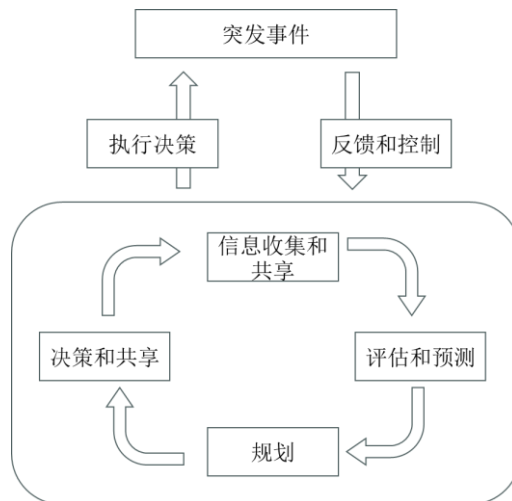 突发事件
执行决策
反馈和控制
信息收集和
共享
决策和共享
评估和预测
规划